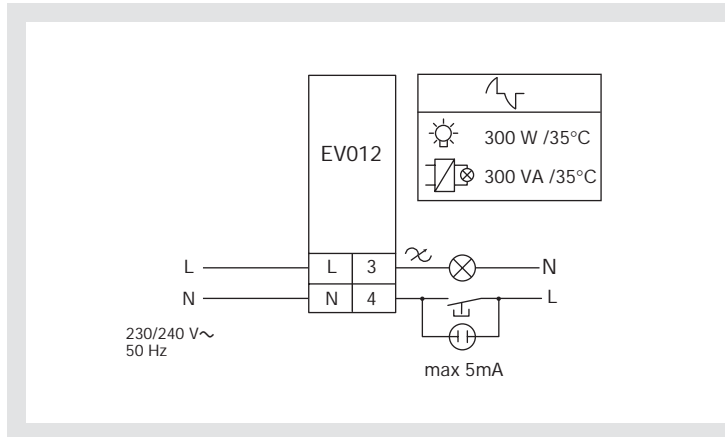 EV012
300 W /35°C
300 VA /35°C
L L 3 N
N N 4 L
230/240 V~
50 Hz
max 5mA